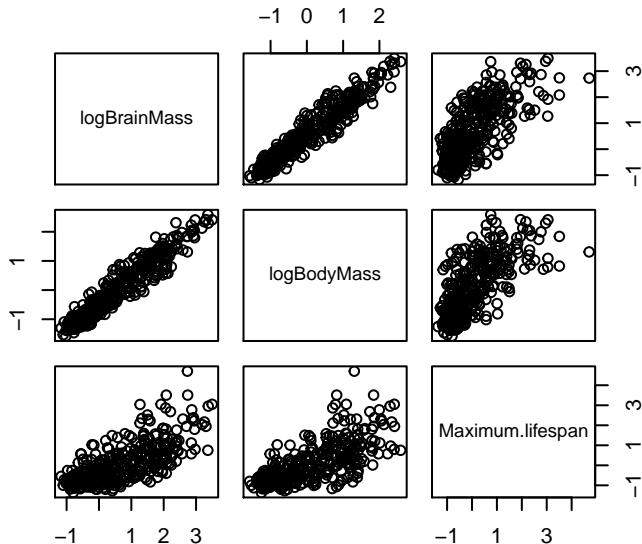 −1 0 1 2
logBrainMass
−1 1 3
−1 1
logBodyMass
Maximum.lifespan
−1 1 3
−1 1 2 3
−1 1 3